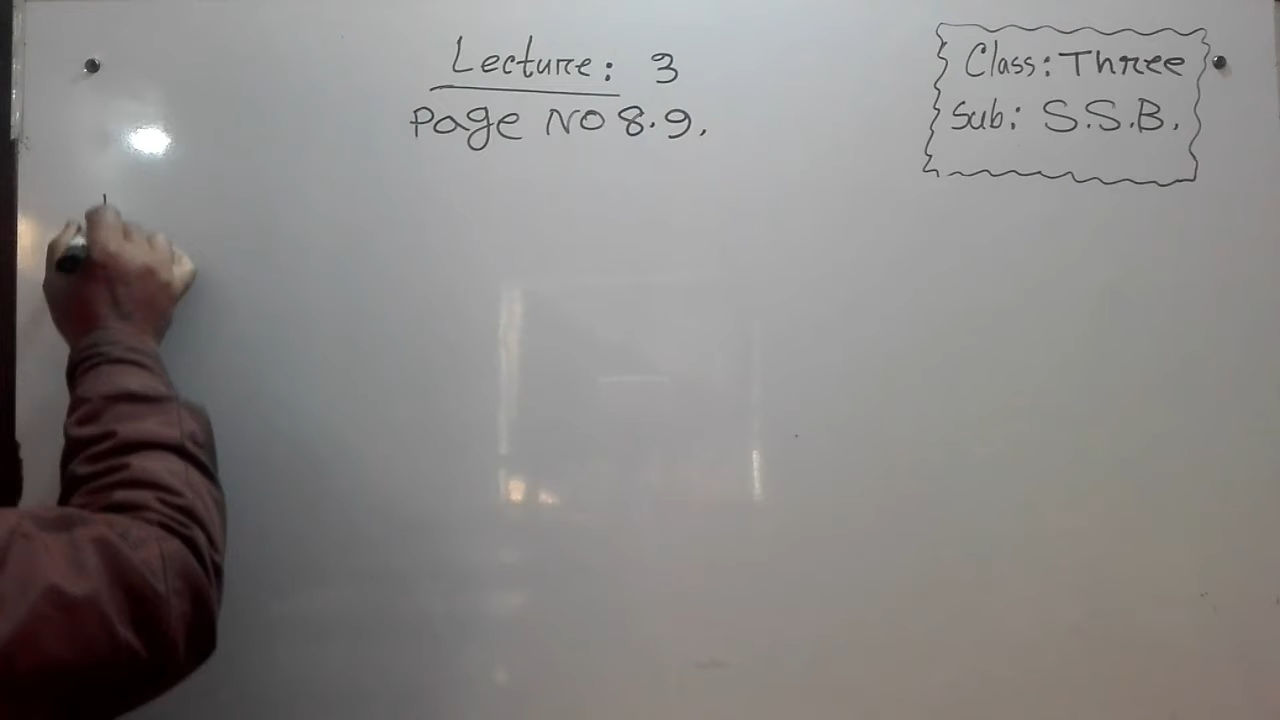 Lecture: 3
Page NO 8.9.
Class: Three
Sub: S.S.B.